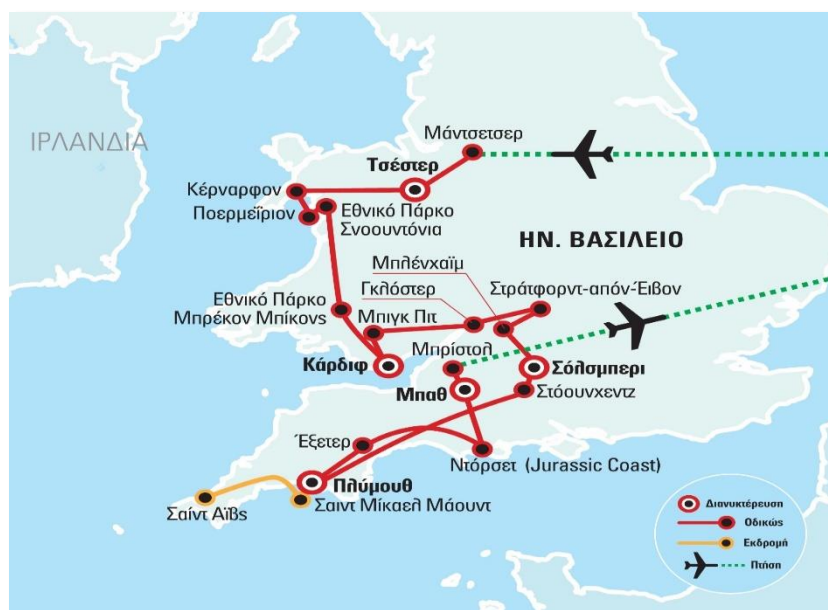 ΙΡΛΑΝΔΙΑ
Μάντσετσερ
Τσέστερ
Κέρναρφον
Ποερμεΐριον
Εθνικό Πάρκο
Σνοουντόνια
ΗΝ. ΒΑΣΙΛΕΙΟ
Μπλένχαϊμ
Στράτφορντ-απόν-Έιβον
Γκλόστερ
Εθνικό Πάρκο
Μπρέκον Μπίκονς
Μπιγκ Πιτ
Μπρίστολ
Κάρδιφ
Σόλσμπερι
Μπαθ
Στόουνχεντζ
Έξετερ
Ντόρσετ (Jurassic Coast)
Πλύμουθ
Σαίντ Αϊβς
Σαιντ Μίκαελ Μάουντ
Διανυκτέρευση
Οδικώς
Εκδρομή
Πτήση